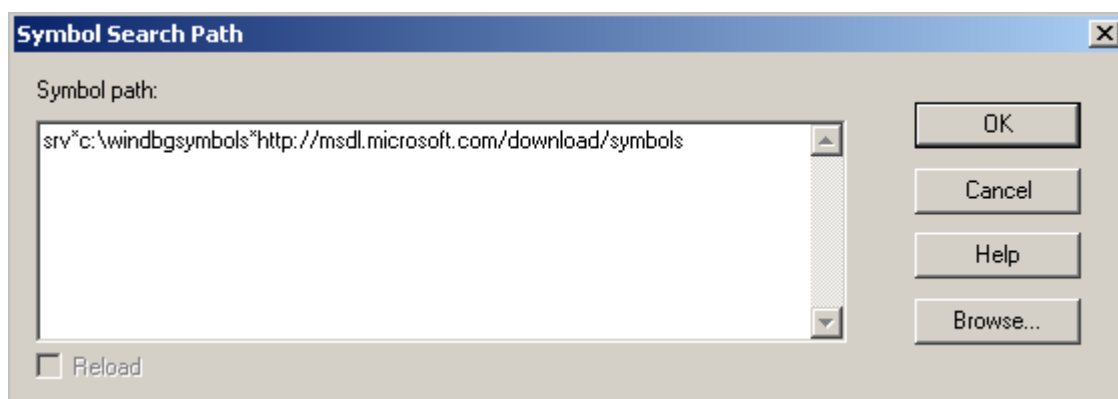 Symbol Search Path
Symbol path:
srv*c:\windbgsymbols*http://msdl.microsoft.com/download/symbols
OK
Cancel
Help
Browse...
Reload